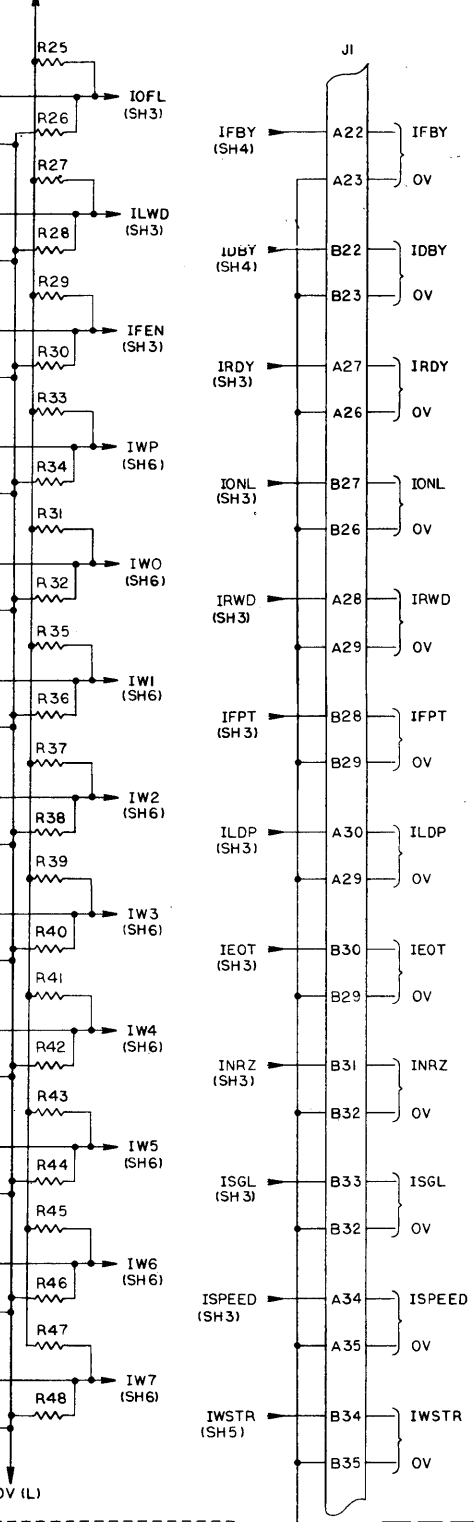 R25
IOFL
(SH3)
R26
R27
ILWD
(SH3)
R28
R29
IFEN
(SH3)
R30
R33
IWP
(SH6)
R34
R31
IWO
(SH6)
R32
R35
IW1
(SH6)
R36
R37
IW2
(SH6)
R38
R39
IW3
(SH6)
R40
R41
IW4
(SH6)
R42
R43
IW5
(SH6)
R44
R45
IW6
(SH6)
R46
R47
IW7
(SH6)
R48
OV (L)
J1
IFBY A22 IFBY
(SH4)
A23 OV
IDBY B22 IDBY
(SH4)
B23 OV
IRDY A27 IRDY
(SH3)
A26 OV
IONL B27 IONL
(SH3)
B26 OV
IRWD A28 IRWD
(SH3)
A29 OV
IFPT B28 IFPT
(SH3)
B29 OV
ILDP A30 ILDP
(SH3)
A29 OV
IEOT B30 IEOT
(SH3)
B29 OV
INRZ B31 INRZ
(SH3)
B32 OV
ISGL B33 ISGL
(SH3)
B32 OV
ISPEED A34 ISPEED
(SH3)
A35 OV
IWSTR B34 IWSTR
(SH5)
B35 OV